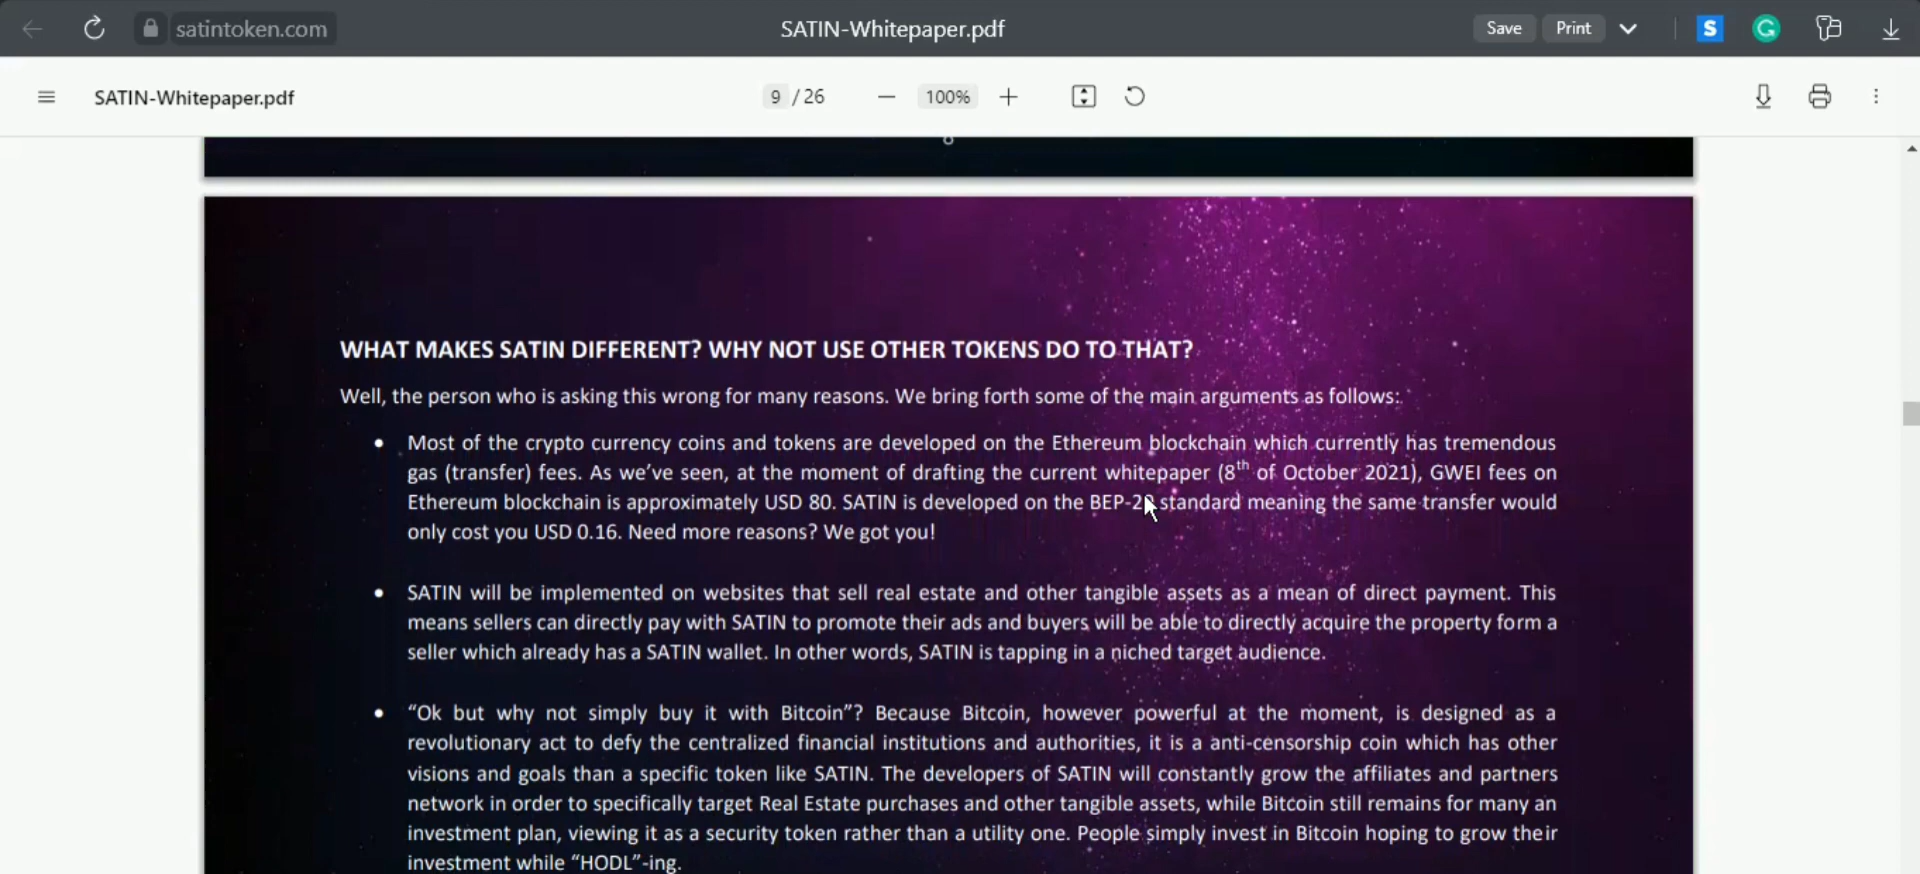 satintoken.com
SATIN-Whitepaper.pdf
Save
Print
S
G
SATIN-Whitepaper.pdf
9 / 26
100%
WHAT MAKES SATIN DIFFERENT? WHY NOT USE OTHER TOKENS DO TO THAT?
Well, the person who is asking this wrong for many reasons. We bring forth some of the main arguments as follows:
• Most of the crypto currency coins and tokens are developed on the Ethereum blockchain which currently has tremendous
gas (transfer) fees. As we've seen, at the moment of drafting the current whitepaper (8th of October 2021), GWEI fees on
Ethereum blockchain is approximately USD 80. SATIN is developed on the BEP-20 standard meaning the same transfer would
only cost you USD 0.16. Need more reasons? We got you!
• SATIN will be implemented on websites that sell real estate and other tangible assets as a mean of direct payment. This
means sellers can directly pay with SATIN to promote their ads and buyers will be able to directly acquire the property form a
seller which already has a SATIN wallet. In other words, SATIN is tapping in a niched target audience.
• "Ok but why not simply buy it with Bitcoin"? Because Bitcoin, however powerful at the moment, is designed as a
revolutionary act to defy the centralized financial institutions and authorities, it is a anti-censorship coin which has other
visions and goals than a specific token like SATIN. The developers of SATIN will constantly grow the affiliates and partners
network in order to specifically target Real Estate purchases and other tangible assets, while Bitcoin still remains for many an
investment plan, viewing it as a security token rather than a utility one. People simply invest in Bitcoin hoping to grow their
investment while "HODL"-ing.